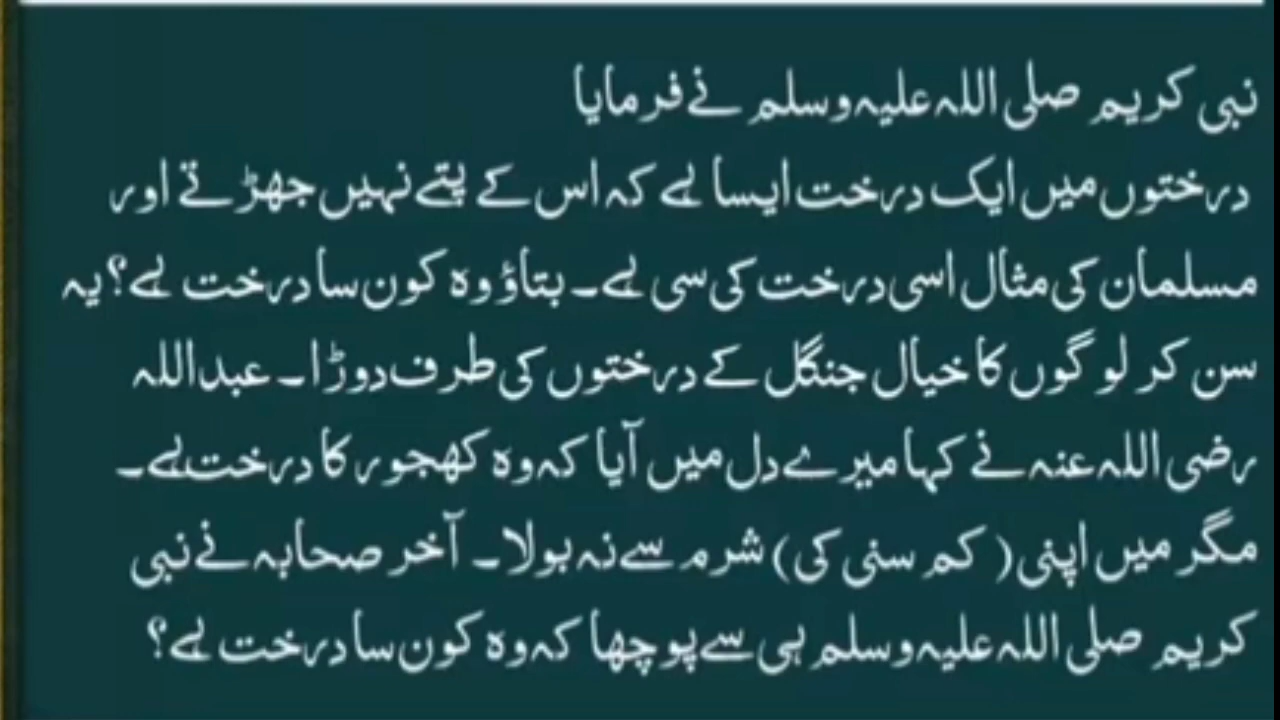 نبی کریم صلی اللہ علیہ وسلم نے فرمایا
درختوں میں ایک درخت ایسا ہے کہ اس کے پتے نہیں جھڑتے اور
مسلمان کی مثال اسی درخت کی سی ہے۔ بتاؤ وہ کون سا درخت ہے؟ یہ
سن کر لوگوں کا خیال جنگل کے درختوں کی طرف دوڑا۔ عبداللہ
رضی اللہ عنہ نے کہا میرے دل میں آیا کہ وہ کھجور کا درخت ہے۔
مگر میں اپنی ( کم سنی کی ) شرم سے نہ بولا۔ آخر صحابہ نے نبی
کریم صلی اللہ علیہ وسلم ہی سے پوچھا کہ وہ کون سا درخت ہے؟